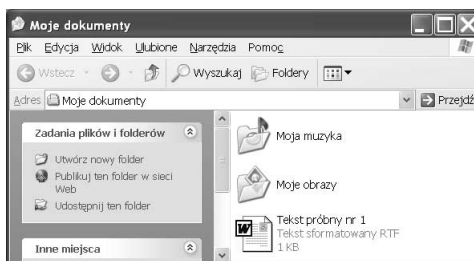 Moje dokumenty
Plik Edycja Widok Ulubione Narzędzia Pomoc
Wstecz Wyszukaj Foldery
Adres Moje dokumenty Przejdź
Zadania plików i folderów
Utwórz nowy folder
Publikuj ten folder w sieci
Web
Udostępnij ten folder
Inne miejsca
Moja muzyka
Moje obrazy
Tekst próbny nr 1
Tekst sformatowany RTF
1 KB